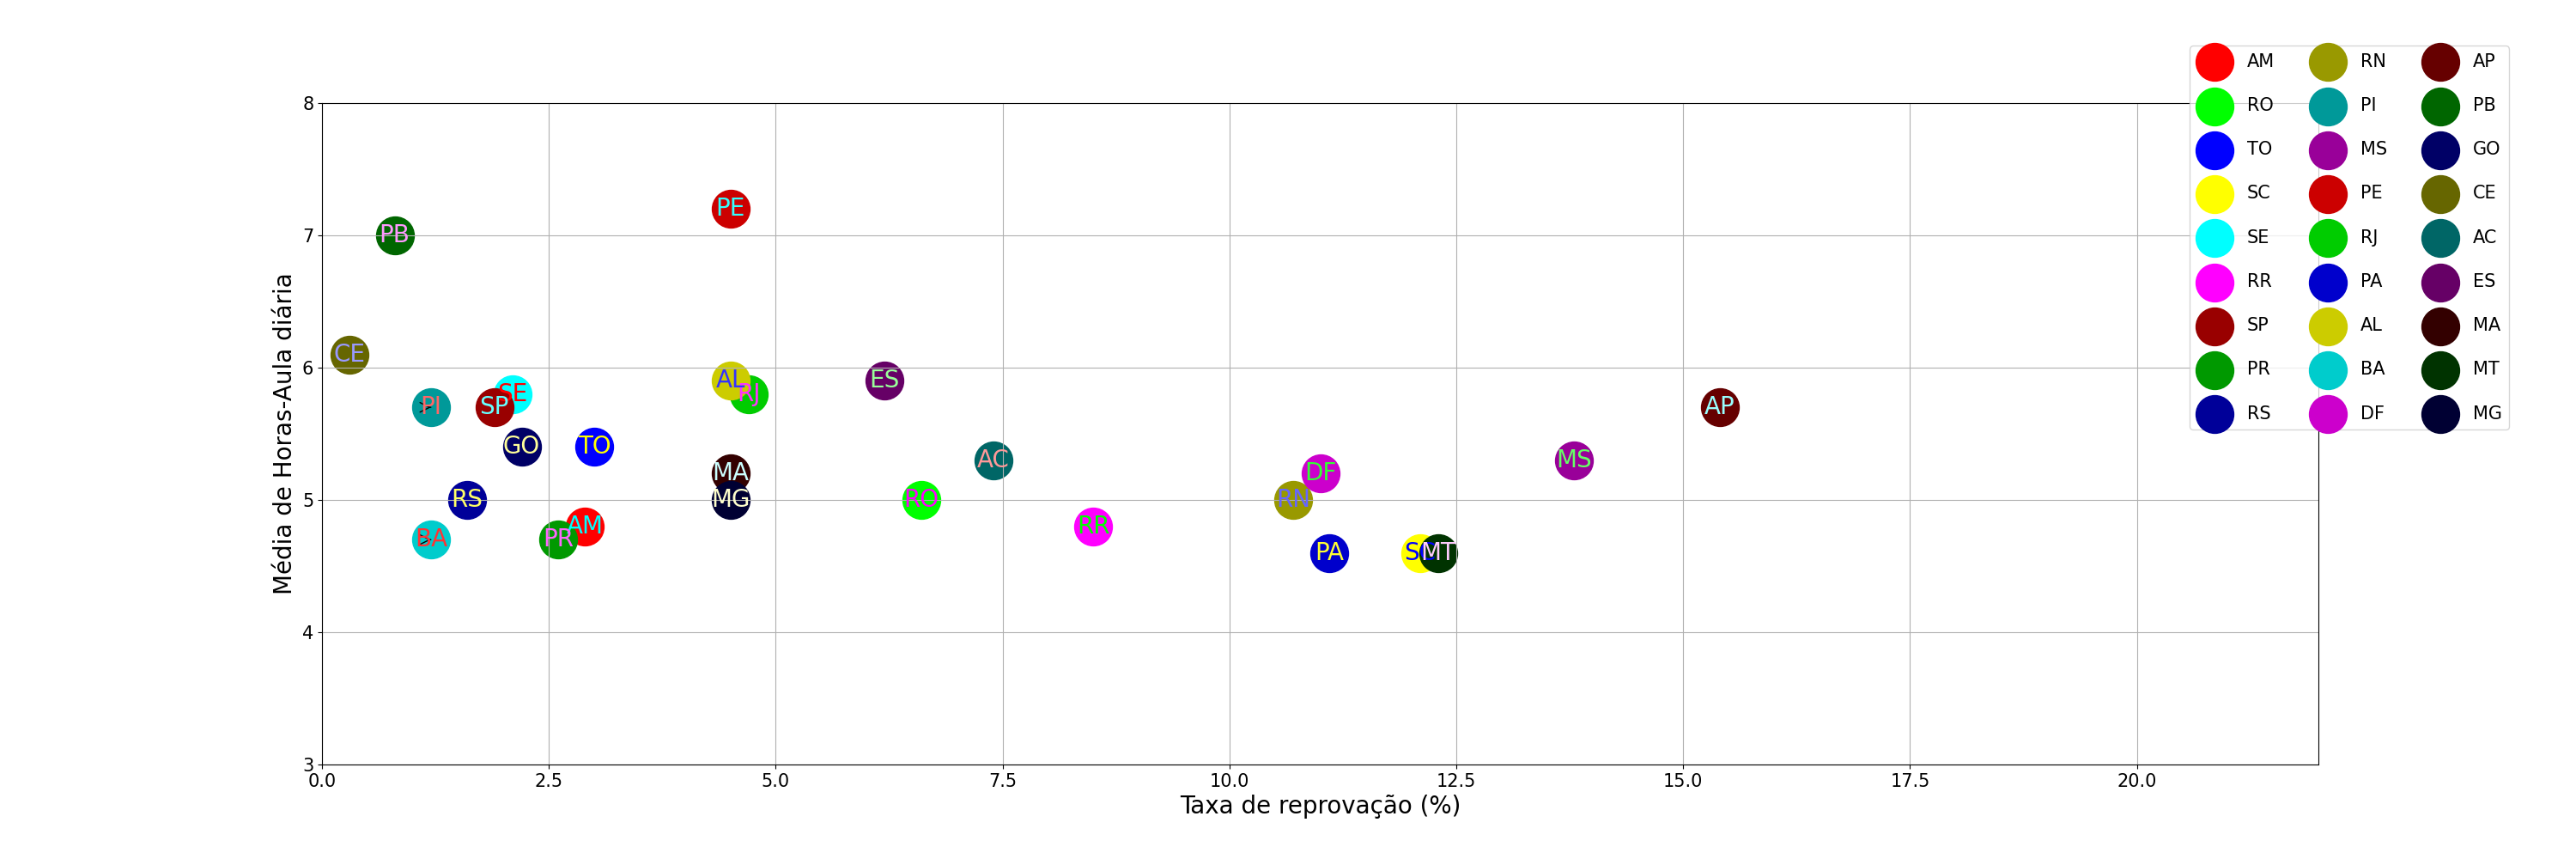 AM RN AP
RO PI PB
TO MS GO
SC PE CE
SE RJ AC
RR PA ES
SP AL MA
PR BA MT
RS DF MG
8
7
6
5
4
3
Média de Horas-Aula diária
PE
PB
CE
AL
ES
RJ
SE
PI
SP
AP
GO
TO
AC
MS
MA
DF
RS
MG
RO
RN
AM
RR
BA
PR
PA
S
MT
0.0 2.5 5.0 7.5 10.0 12.5 15.0 17.5 20.0
Taxa de reprovação (%)